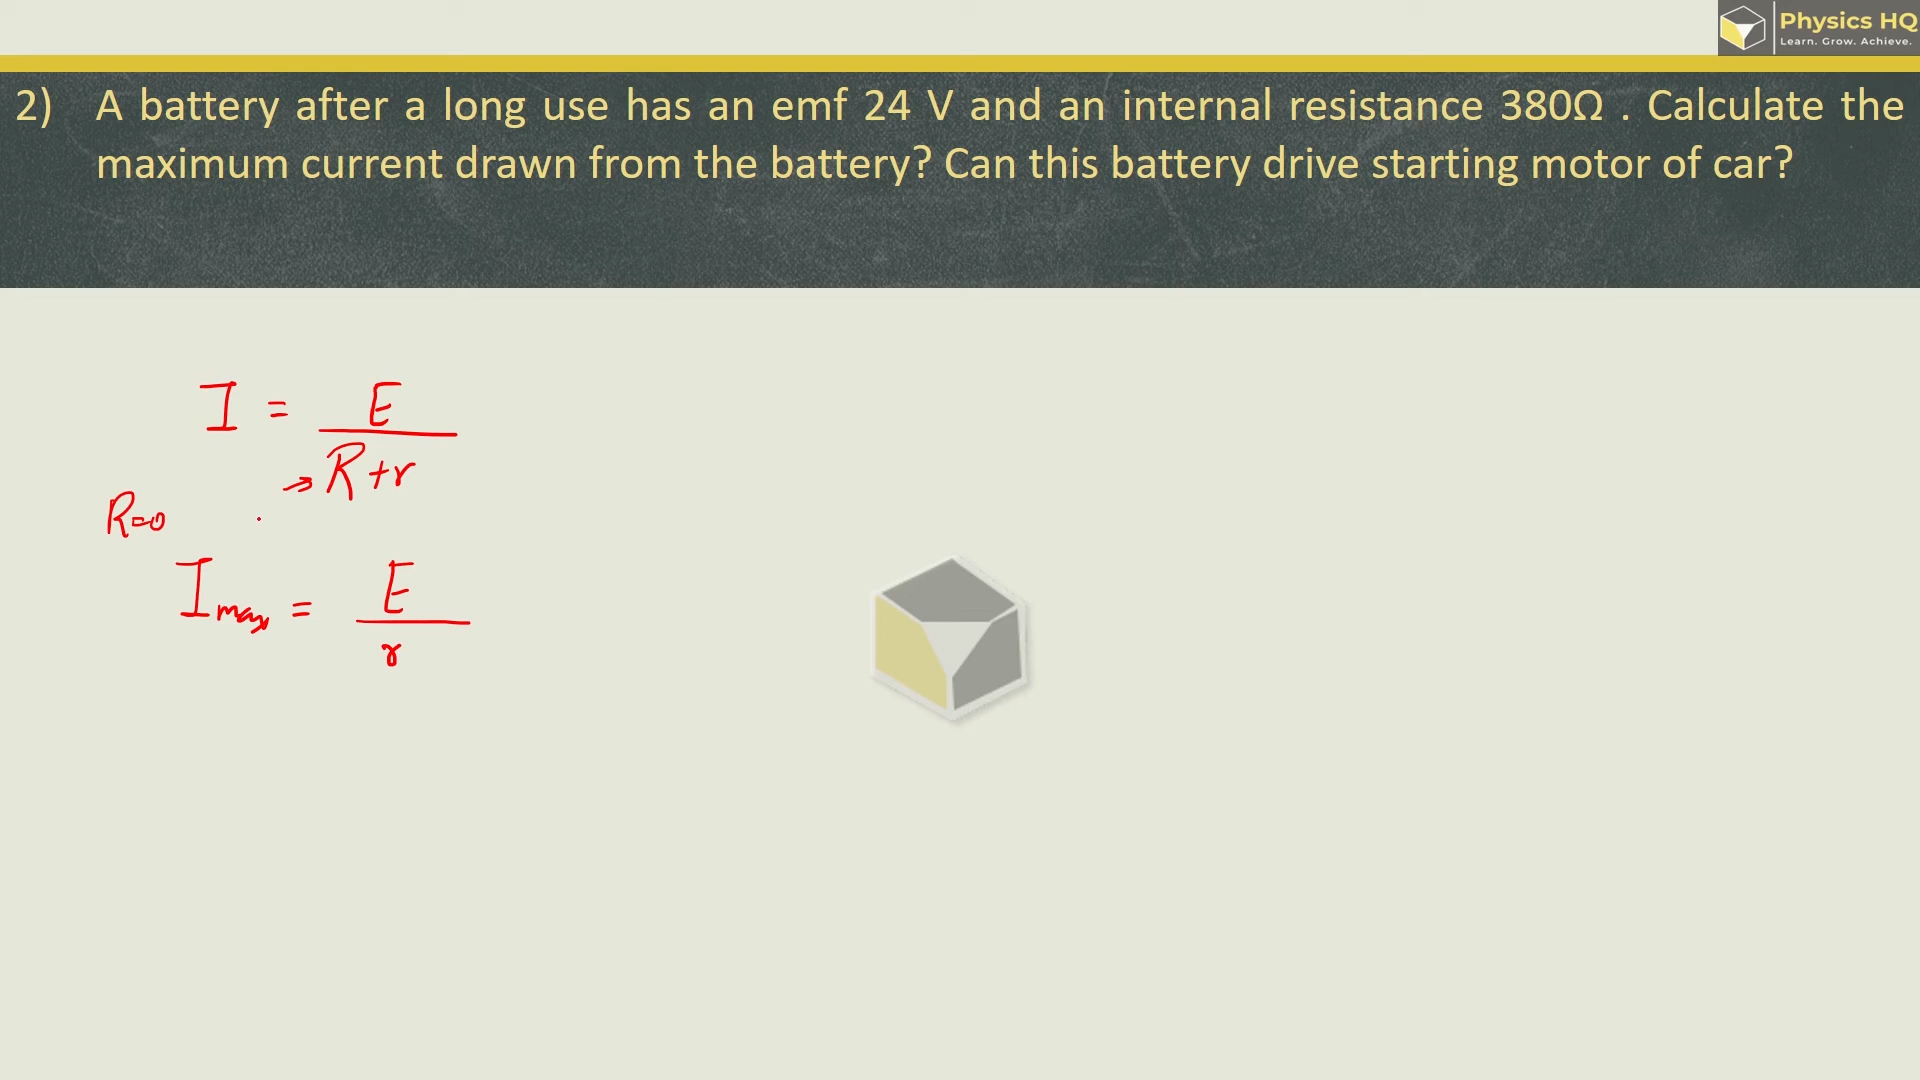 Physics HQ
Learn. Grow. Achieve.
2) A battery after a long use has an emf 24 V and an internal resistance 380Ω . Calculate the
maximum current drawn from the battery? Can this battery drive starting motor of car?
I = E
R+r
R=0
Imax = E
r